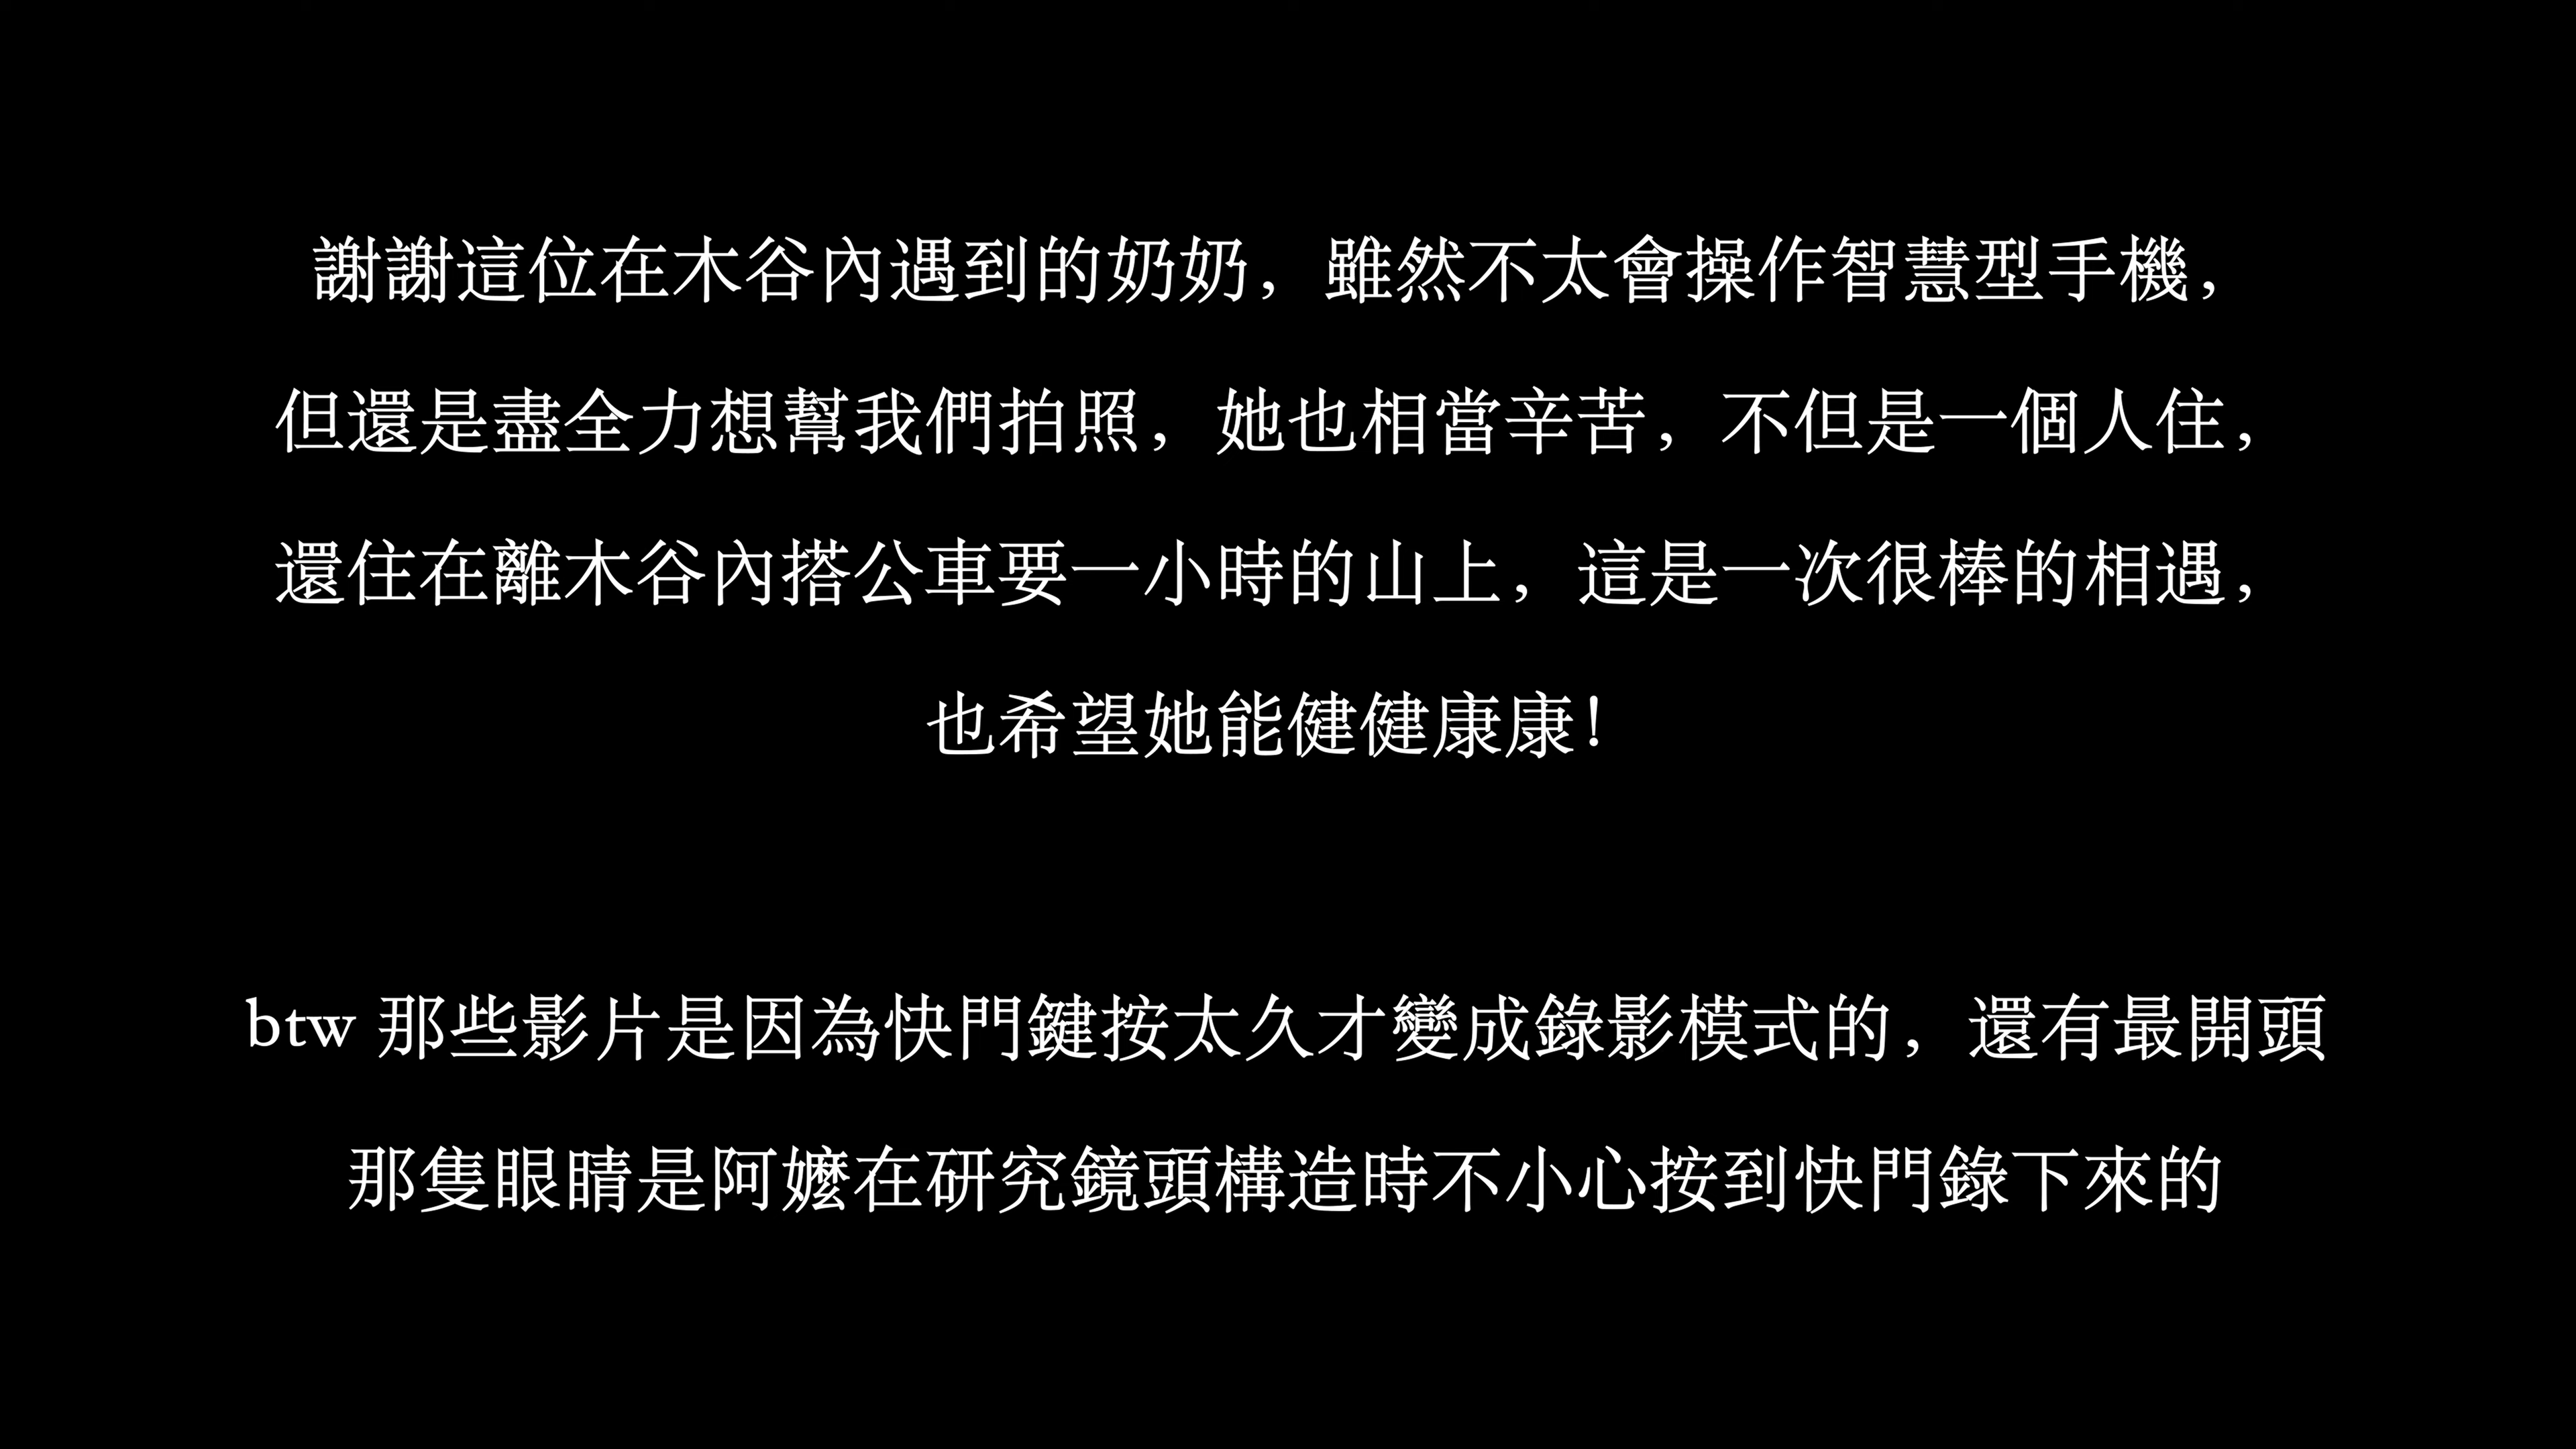 謝謝這位在木谷內遇到的奶奶，雖然不太會操作智慧型手機，
但還是盡全力想幫我們拍照，她也相當辛苦，不但是一個人住，
還住在離木谷內搭公車要一小時的山上，這是一次很棒的相遇，
也希望她能健健康康！
btw 那些影片是因為快門鍵按太久才變成錄影模式的，還有最開頭
那隻眼睛是阿嬤在研究鏡頭構造時不小心按到快門錄下來的